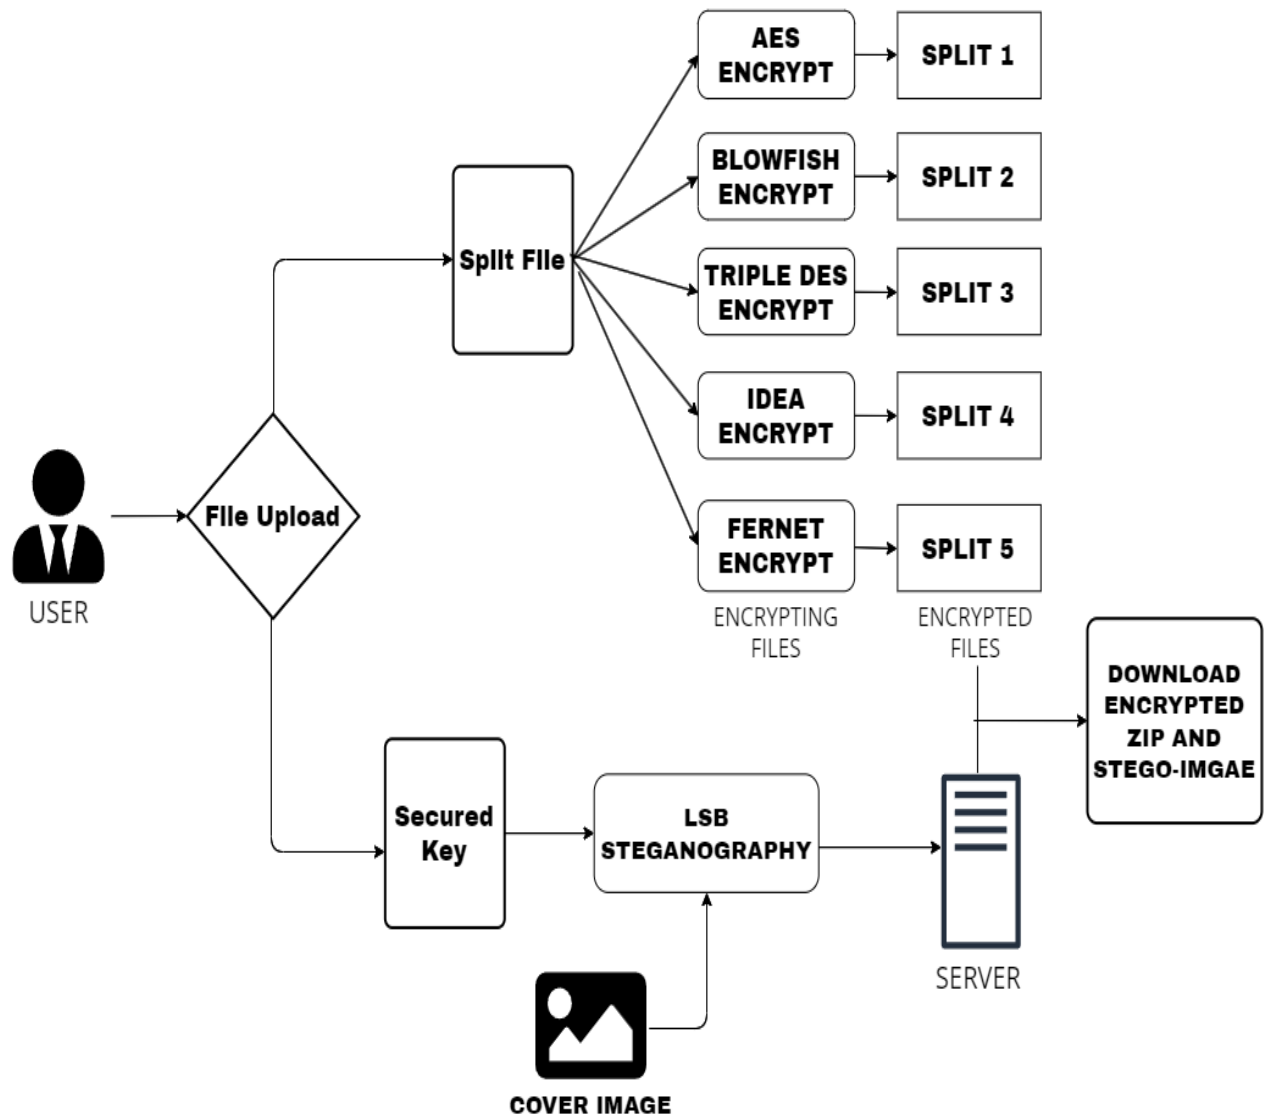 AES
ENCRYPT
SPLIT 1
BLOWFISH
ENCRYPT
SPLIT 2
Split File
TRIPLE DES
ENCRYPT
SPLIT 3
IDEA
ENCRYPT
SPLIT 4
File Upload
FERNET
ENCRYPT
SPLIT 5
USER
ENCRYPTING
FILES
ENCRYPTED
FILES
DOWNLOAD
ENCRYPTED
ZIP AND
STEGO-IMGAE
Secured
Key
LSB
STEGANOGRAPHY
SERVER
COVER IMAGE